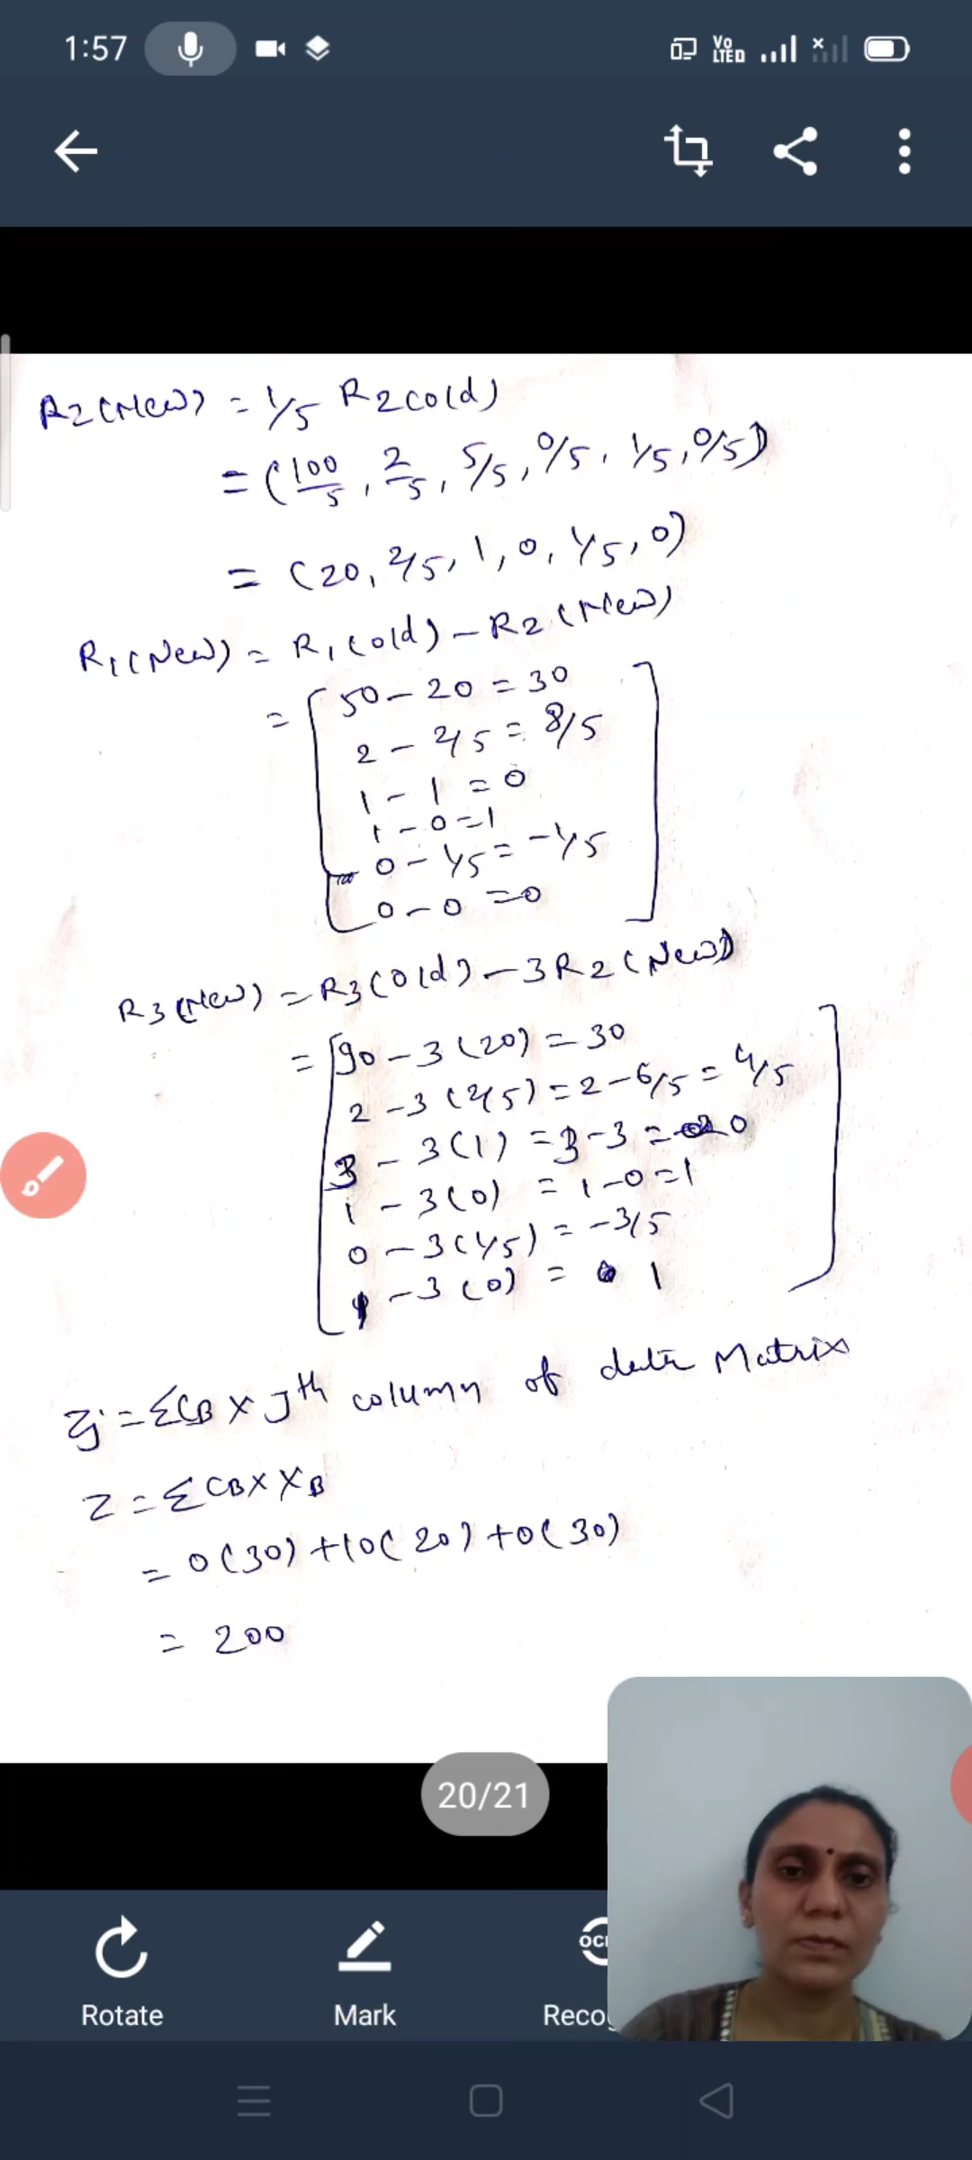 1:57
Vo
LTED
x
R2(New) = 1/5 R2(old)
= (100/5, 2/5, 5/5, 0/5, 1/5, 0/5)
= (20, 2/5, 1, 0, 1/5, 0)
R1(New) = R1(old) - R2(New)
= [50 - 20 = 30
2 - 2/5 = 8/5
1 - 1 = 0
1 - 0 = 1
0 - 1/5 = -1/5
0 - 0 = 0]
R3(New) = R3(old) - 3R2(New)
= [90 - 3(20) = 30
2 - 3(2/5) = 2 - 6/5 = 4/5
3 - 3(1) = 3 - 3 = 0
1 - 3(0) = 1 - 0 = 1
0 - 3(1/5) = -3/5
1 - 3(0) = 1]
Zj = ΣCB × Jth column of data Matrix
Z = ΣCB × XB
= 0(30) + 10(20) + 0(30)
= 200
20/21
OC
Rotate
Mark
Reco